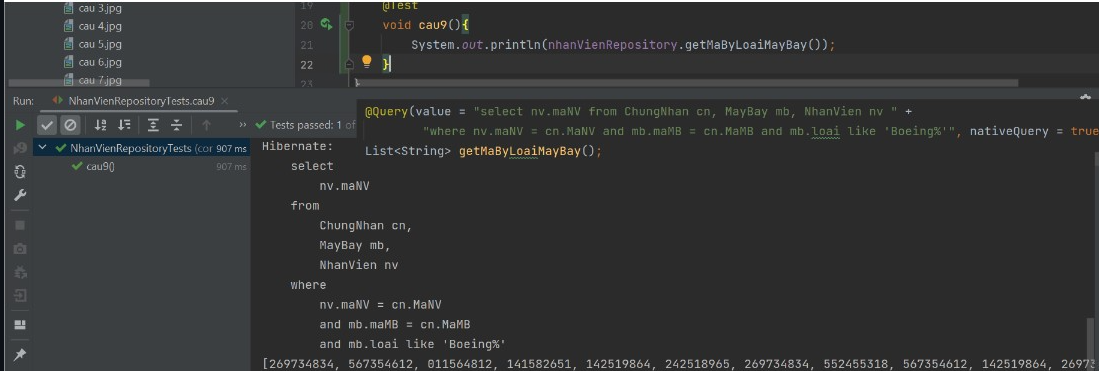 cau 3.jpg
cau 4.jpg
cau 5.jpg
cau 6.jpg
cau 7.jpg
19 @Test
20 void cau9(){
21 System.out.println(nhanVienRepository.getMaByLoaiMayBay());
22 }
23 }
Run: NhanVienRepositoryTests.cau9 ×
>> Tests passed: 1 of
@Query(value = "select nv.maNV from ChungNhan cn, MayBay mb, NhanVien nv " +
"where nv.maNV = cn.MaNV and mb.maMB = cn.MaMB and mb.loai like 'Boeing%'", nativeQuery = true
List<String> getMaByLoaiMayBay();
NhanVienRepositoryTests (cor 907 ms
cau9() 907 ms
Hibernate:
select
nv.maNV
from
ChungNhan cn,
MayBay mb,
NhanVien nv
where
nv.maNV = cn.MaNV
and mb.maMB = cn.MaMB
and mb.loai like 'Boeing%'
[269734834, 567354612, 011564812, 141582651, 142519864, 242518965, 269734834, 552455318, 567354612, 142519864, 26973